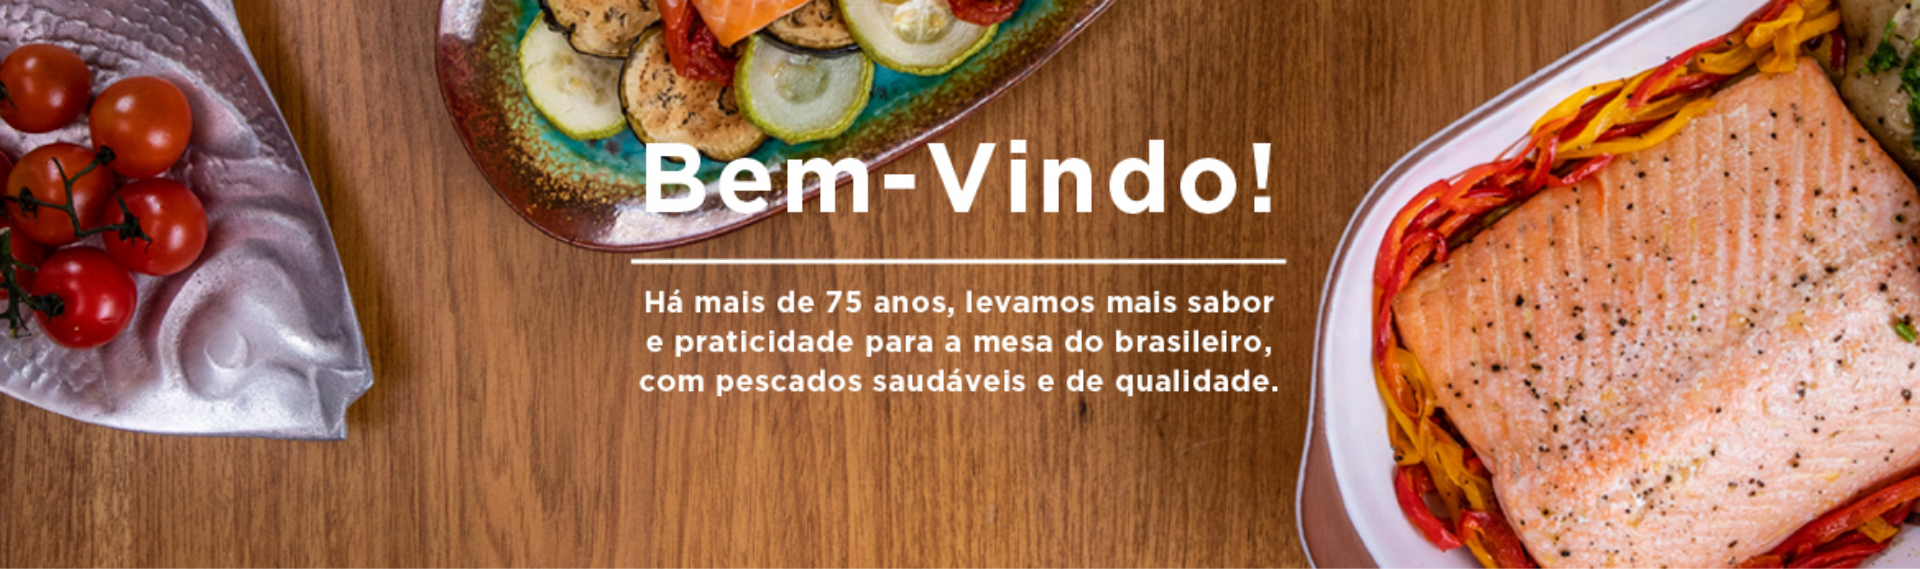 Bem-Vindo!
Há mais de 75 anos, levamos mais sabor
e praticidade para a mesa do brasileiro,
com pescados saudáveis e de qualidade.